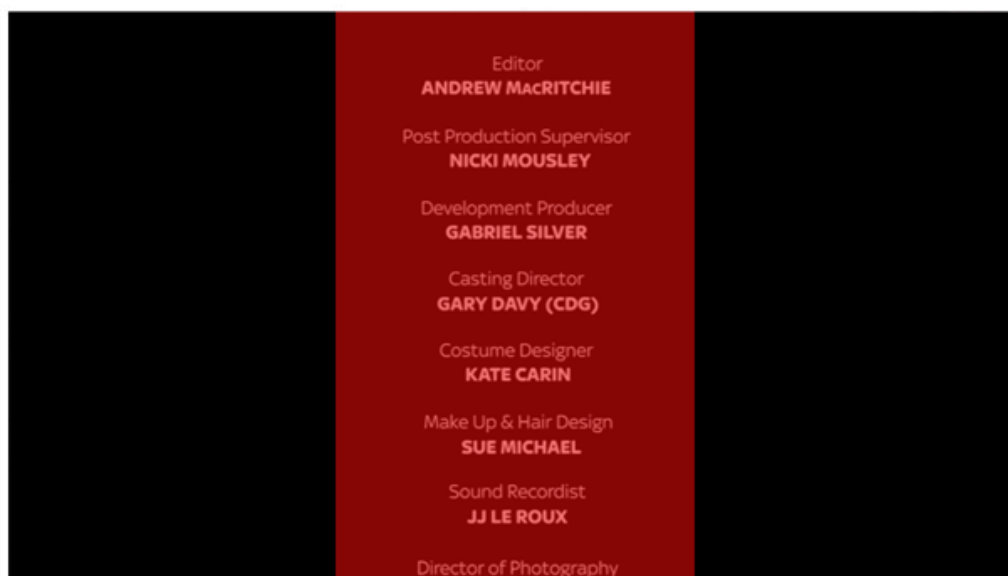 Editor
ANDREW MacRITCHIE
Post Production Supervisor
NICKI MOUSLEY
Development Producer
GABRIEL SILVER
Casting Director
GARY DAVY (CDG)
Costume Designer
KATE CARIN
Make Up & Hair Design
SUE MICHAEL
Sound Recordist
JJ LE ROUX
Director of Photography